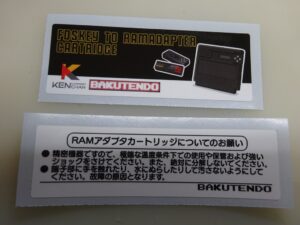 FDSKEY TO RAMADAPTER
CARTRIDGE
KENCHAN
BAKUTENDO
RAMアダプタカートリッジについてのお願い
●精密機器ですので、極端な温度条件下での使用や保管および強い
ショックをさけてください。また、絶対に分解しないでください。
●端子部に手を触れたり、水にぬらしたりして汚さないようにして
ください。故障の原因となります。
BAKUTENDO